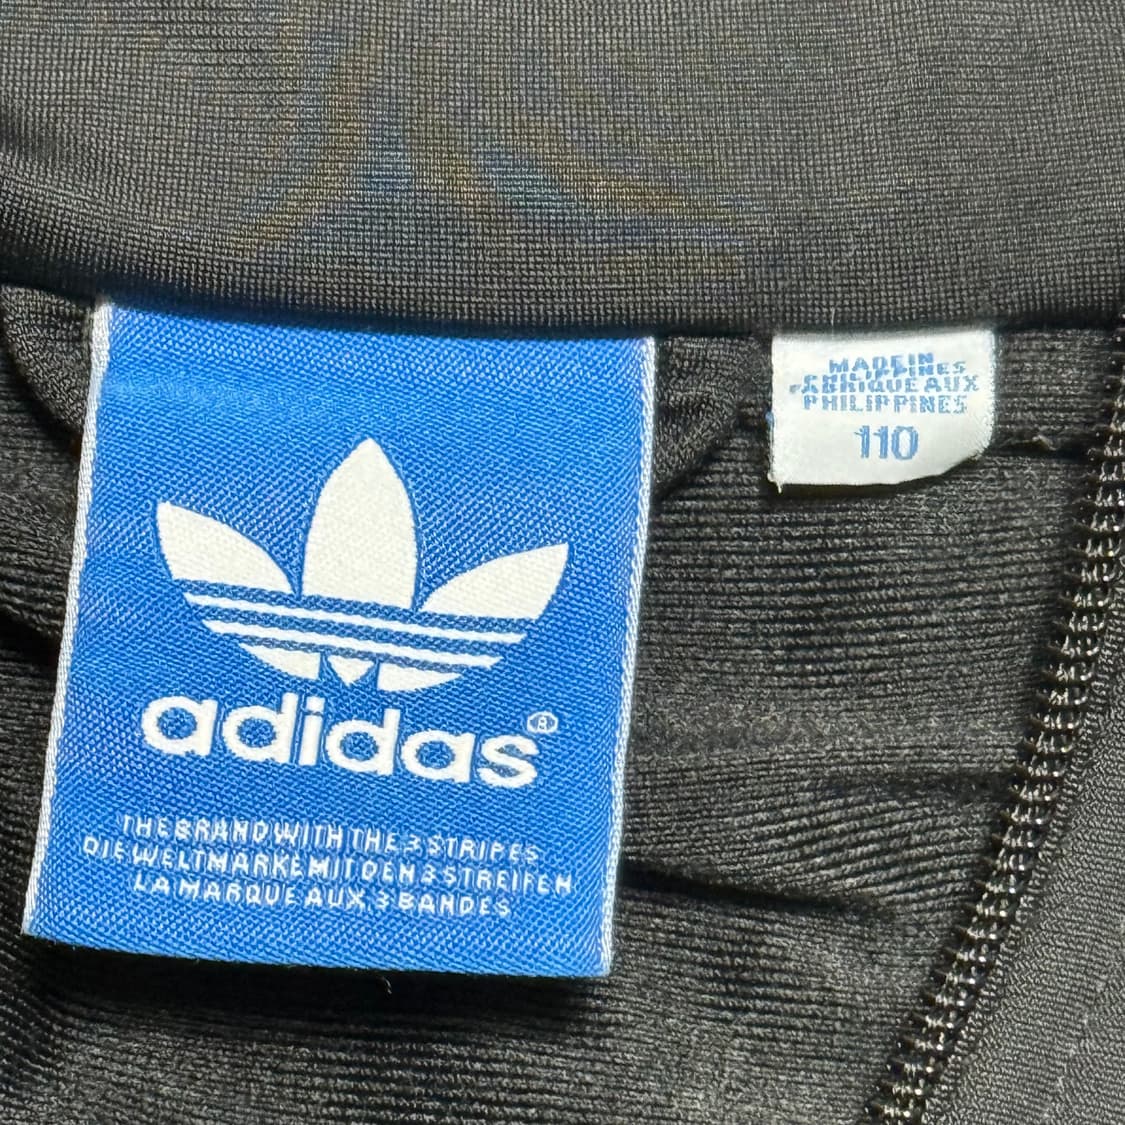 adidas®
THE BRAND WITH THE 3 STRIPES
DIE WELTMARKE MIT DEN 3 STREIFEN
LA MARQUE AUX 3 BANDES
MADE IN
PHILIPPINES
FABRIQUE AUX
PHILIPPINES
110